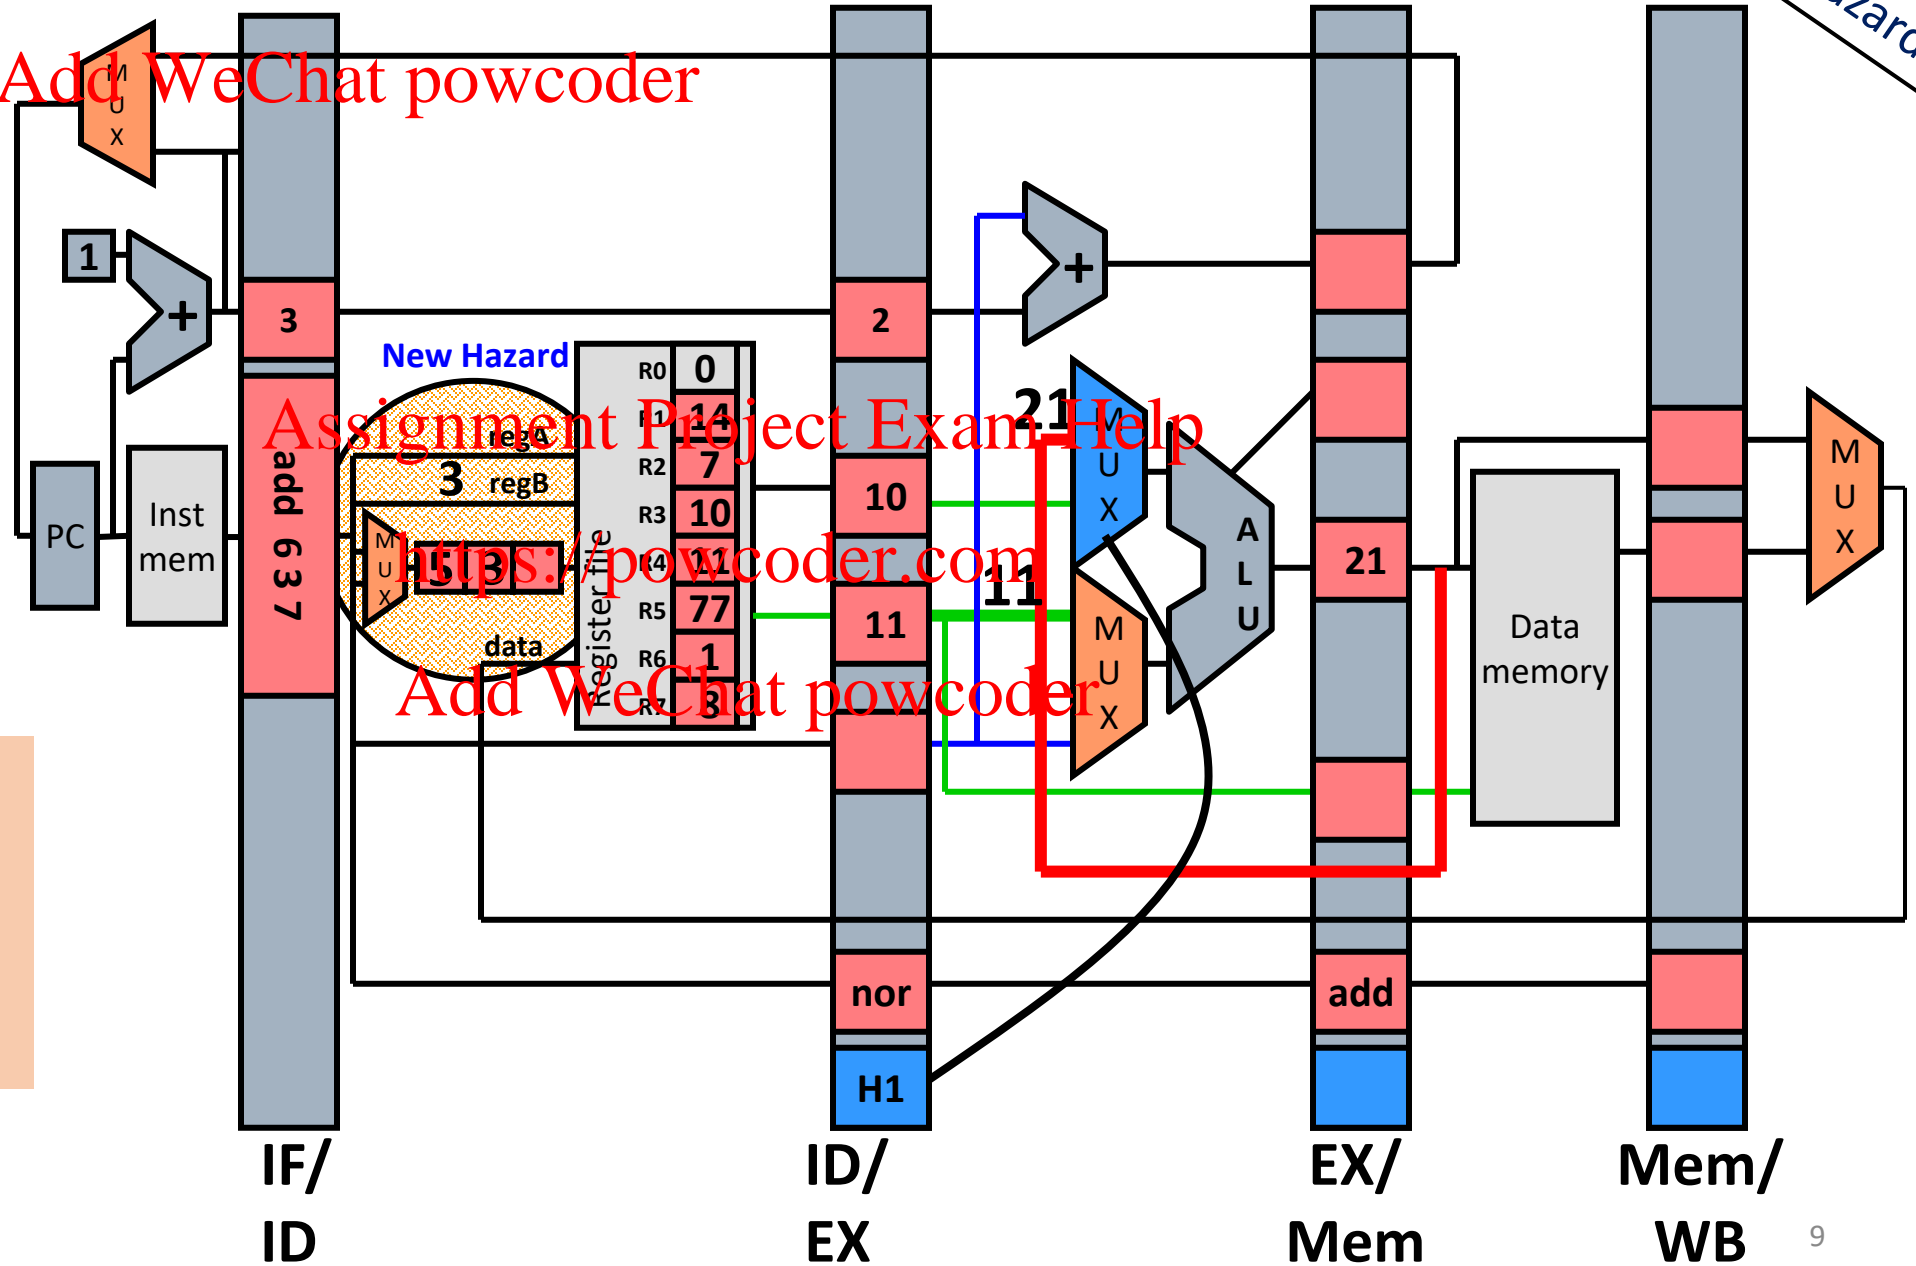 Hazard
Add WeChat powcoder
M
U
X
1
+
3
2
+
New Hazard
R0 0
R1 14
R2 7
R3 10
R4 11
R5 77
R6 1
R7 8
Register file
regA
3 regB
M
U
X
5 3
data
Assignment Project Exam Help
https://powcoder.com
Add WeChat powcoder
PC
Inst
mem
add 6 3 7
10
11
21
11
M
U
X
M
U
X
A
L
U
21
Data
memory
M
U
X
nor
add
H1
IF/
ID
ID/
EX
EX/
Mem
Mem/
WB
9